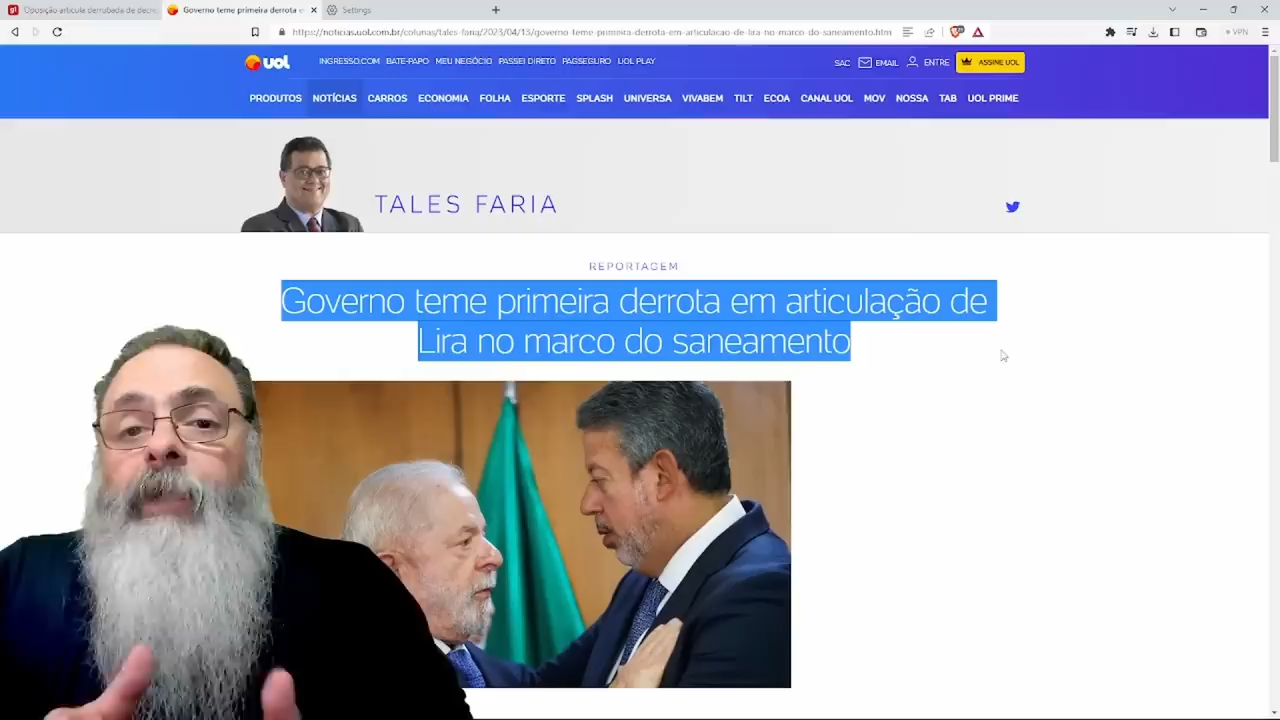 g1 Oposição articula derrubada de decre
Governo teme primeira derrota e
Settings
https://noticias.uol.com.br/colunas/tales-faria/2023/04/13/governo-teme-primeira-derrota-em-articulacao-de-lira-no-marco-do-saneamento.htm
VPN
UOL INGRESSO.COM BATE-PAPO MEU NEGÓCIO PASSEI DIRETO PAGSEGURO UOL PLAY
SAC EMAIL ENTRE ASSINE UOL
PRODUTOS NOTÍCIAS CARROS ECONOMIA FOLHA ESPORTE SPLASH UNIVERSA VIVABEM TILT ECOA CANAL UOL MOV NOSSA TAB UOL PRIME
TALES FARIA
REPORTAGEM
Governo teme primeira derrota em articulação de
Lira no marco do saneamento